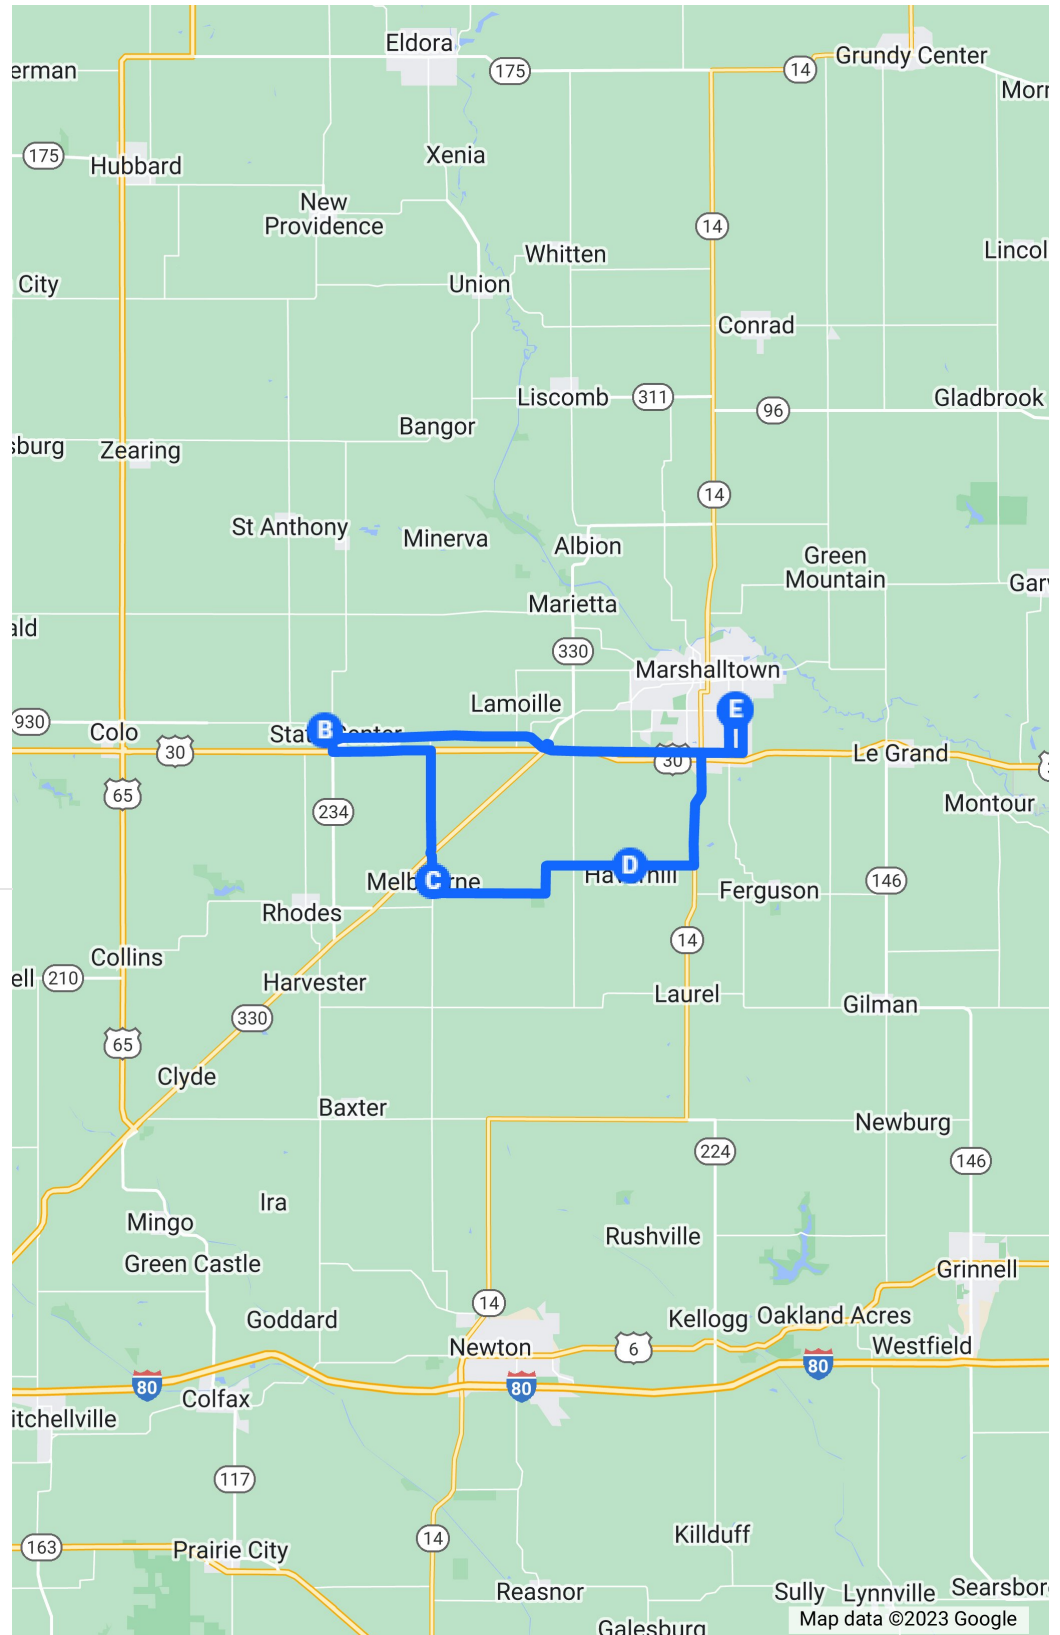 Eldora
Grundy Center
erman
175
14
Morr
175
Hubbard
Xenia
New
Providence
14
Whitten
Lincol
City
Union
Conrad
Liscomb
311
96
Gladbrook
Bangor
sburg
Zearing
14
St Anthony
Minerva
Albion
Green
Mountain
Gar
Marietta
ald
330
Marshalltown
Lamoille
E
930
Colo
B
State Center
30
30
Le Grand
65
234
Montour
Melbourne
C
D
Haverhill
Ferguson
146
Rhodes
14
Collins
ell
210
Harvester
Laurel
Gilman
330
65
Clyde
Baxter
Newburg
224
146
Ira
Mingo
Rushville
Green Castle
Grinnell
14
Goddard
Kellogg
Oakland Acres
Newton
6
Westfield
80
80
80
Colfax
itchellville
117
14
Killduff
163
Prairie City
Reasnor
Sully
Lynnville
Searsbor
Galesburg
Map data ©2023 Google